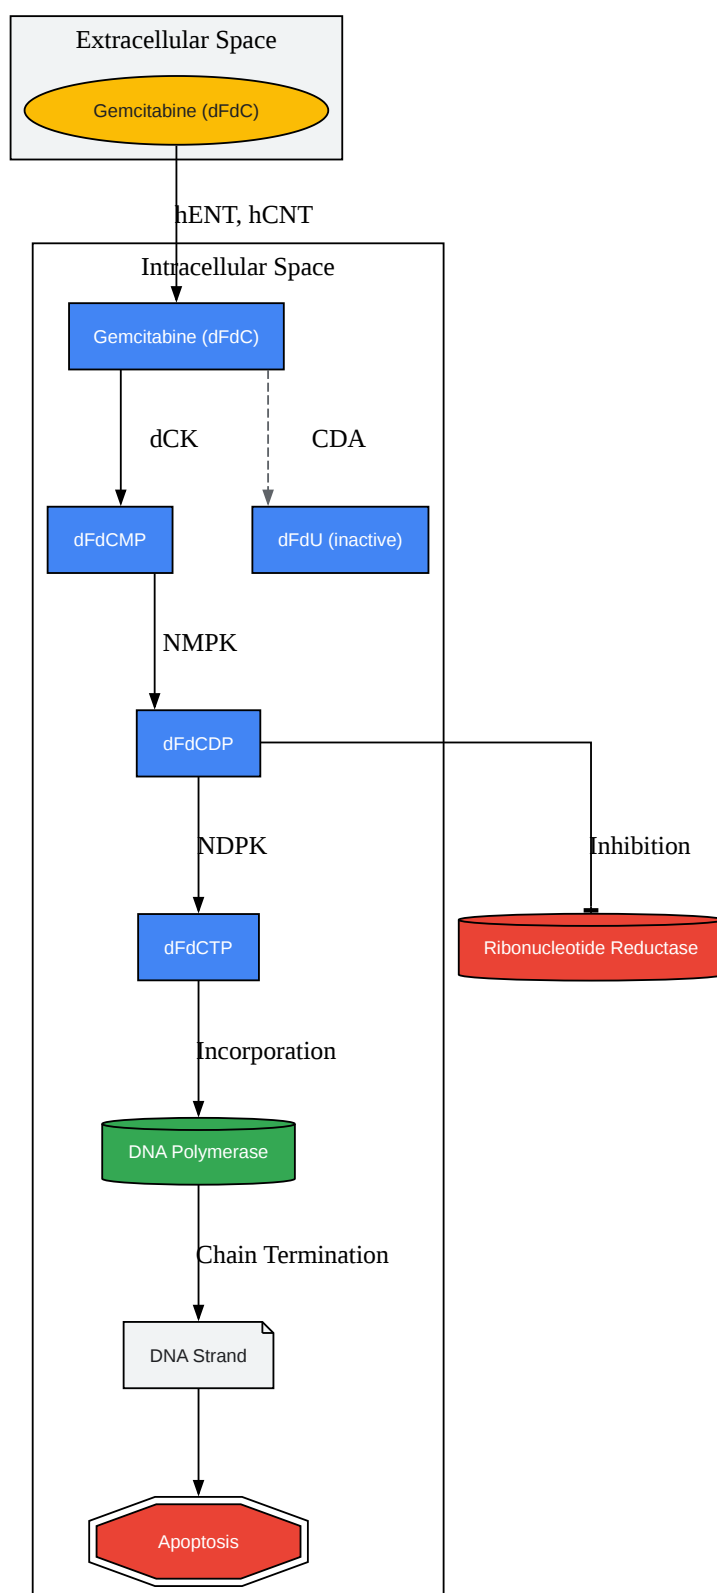 Extracellular Space
Gemcitabine (dFdC)
hENT, hCNT
Intracellular Space
Gemcitabine (dFdC)
dCK
CDA
dFdCMP
dFdU (inactive)
NMPK
dFdCDP
NDPK
Inhibition
dFdCTP
Ribonucleotide Reductase
Incorporation
DNA Polymerase
Chain Termination
DNA Strand
Apoptosis